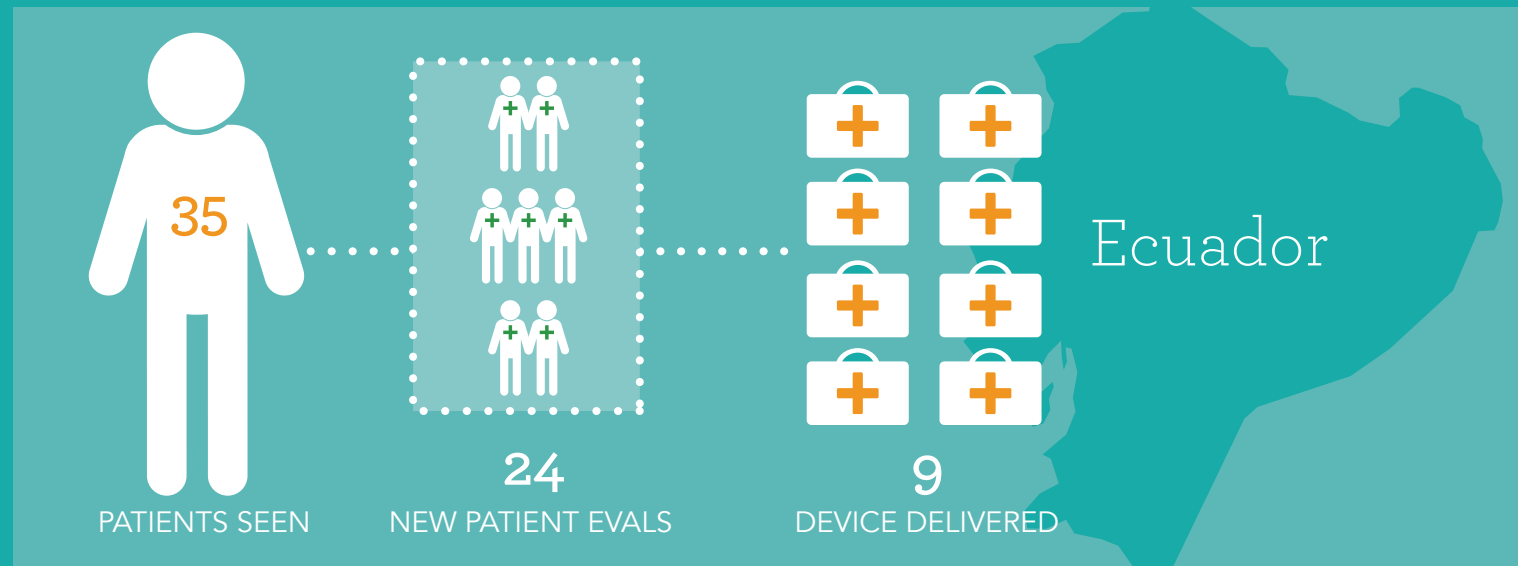 35
PATIENTS SEEN
24
NEW PATIENT EVALS
9
DEVICE DELIVERED
Ecuador